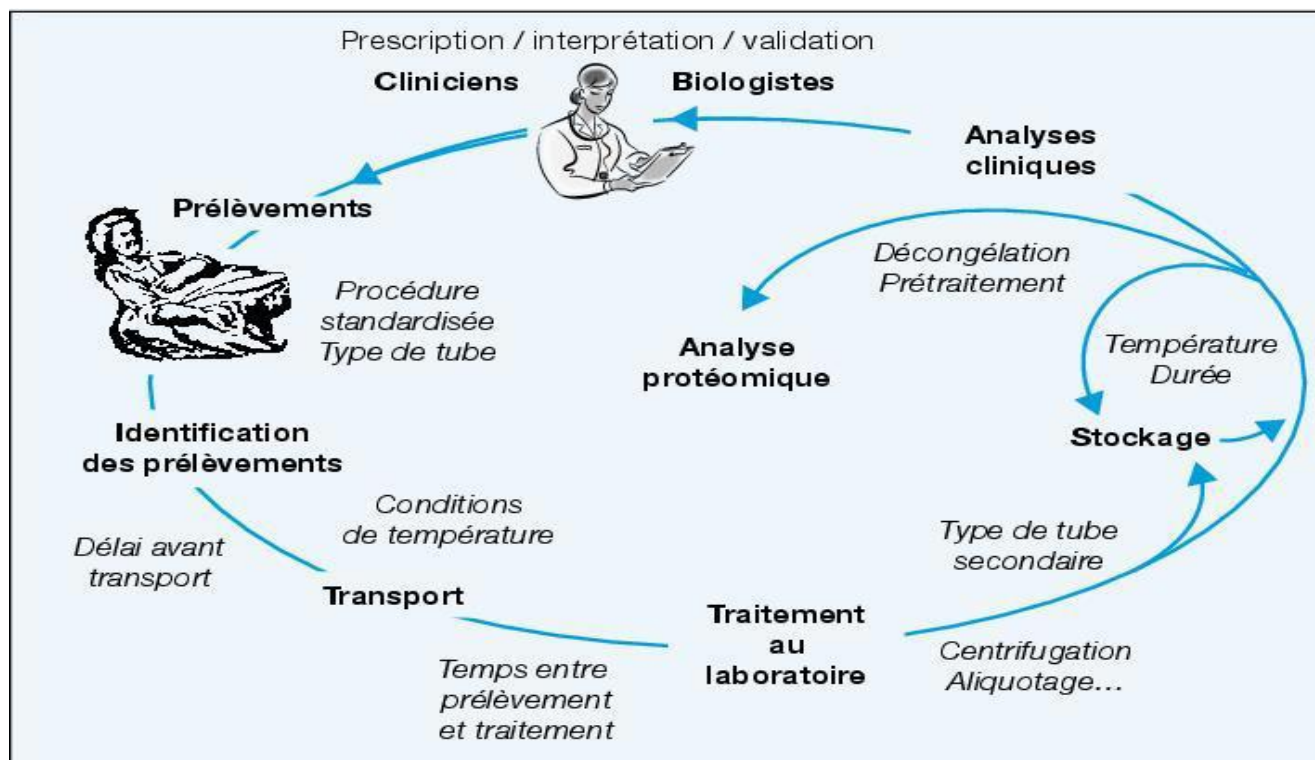 Prescription / interprétation / validation
Cliniciens
Biologistes
Analyses
cliniques
Prélèvements
Procédure
standardisée
Type de tube
Décongélation
Prétraitement
Analyse
protéomique
Température
Durée
Stockage
Identification
des prélèvements
Conditions
de température
Délai avant
transport
Transport
Type de tube
secondaire
Traitement
au
laboratoire
Temps entre
prélèvement
et traitement
Centrifugation
Aliquotage...